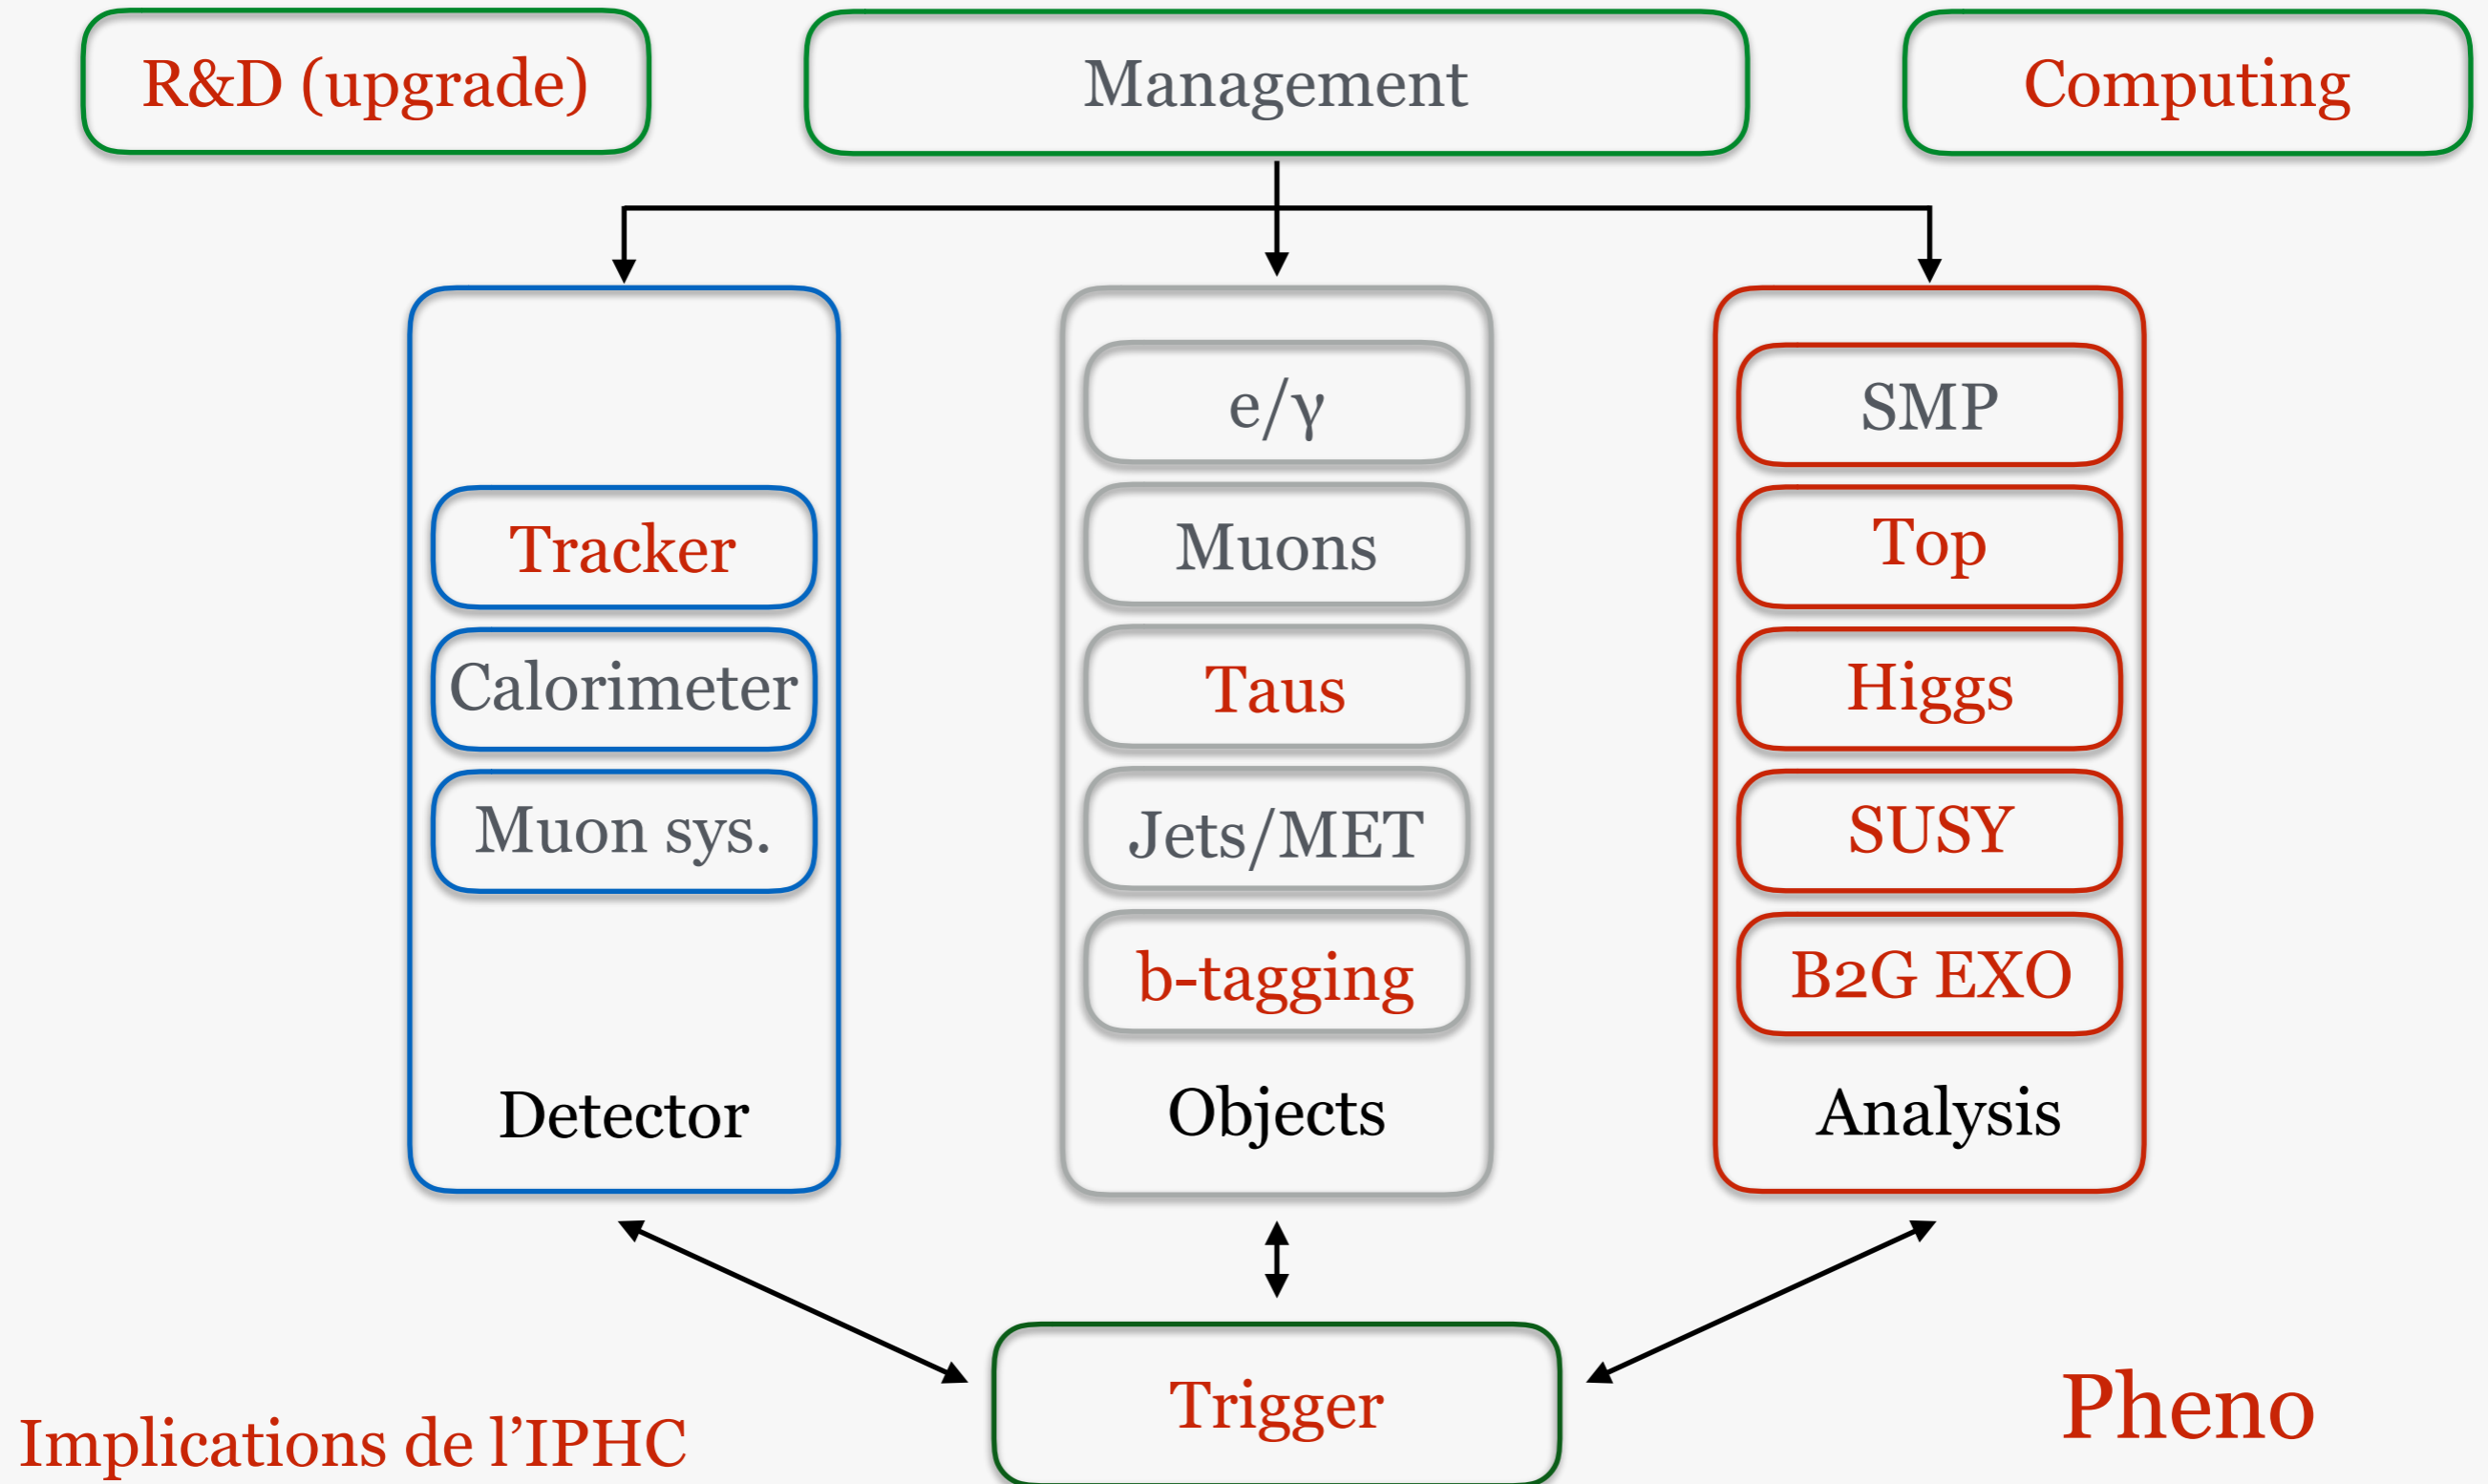 R&D (upgrade)
Management
Computing
Tracker
Calorimeter
Muon sys.
Detector
e/γ
Muons
Taus
Jets/MET
b-tagging
Objects
SMP
Top
Higgs
SUSY
B2G EXO
Analysis
Trigger
Implications de l’IPHC
Pheno